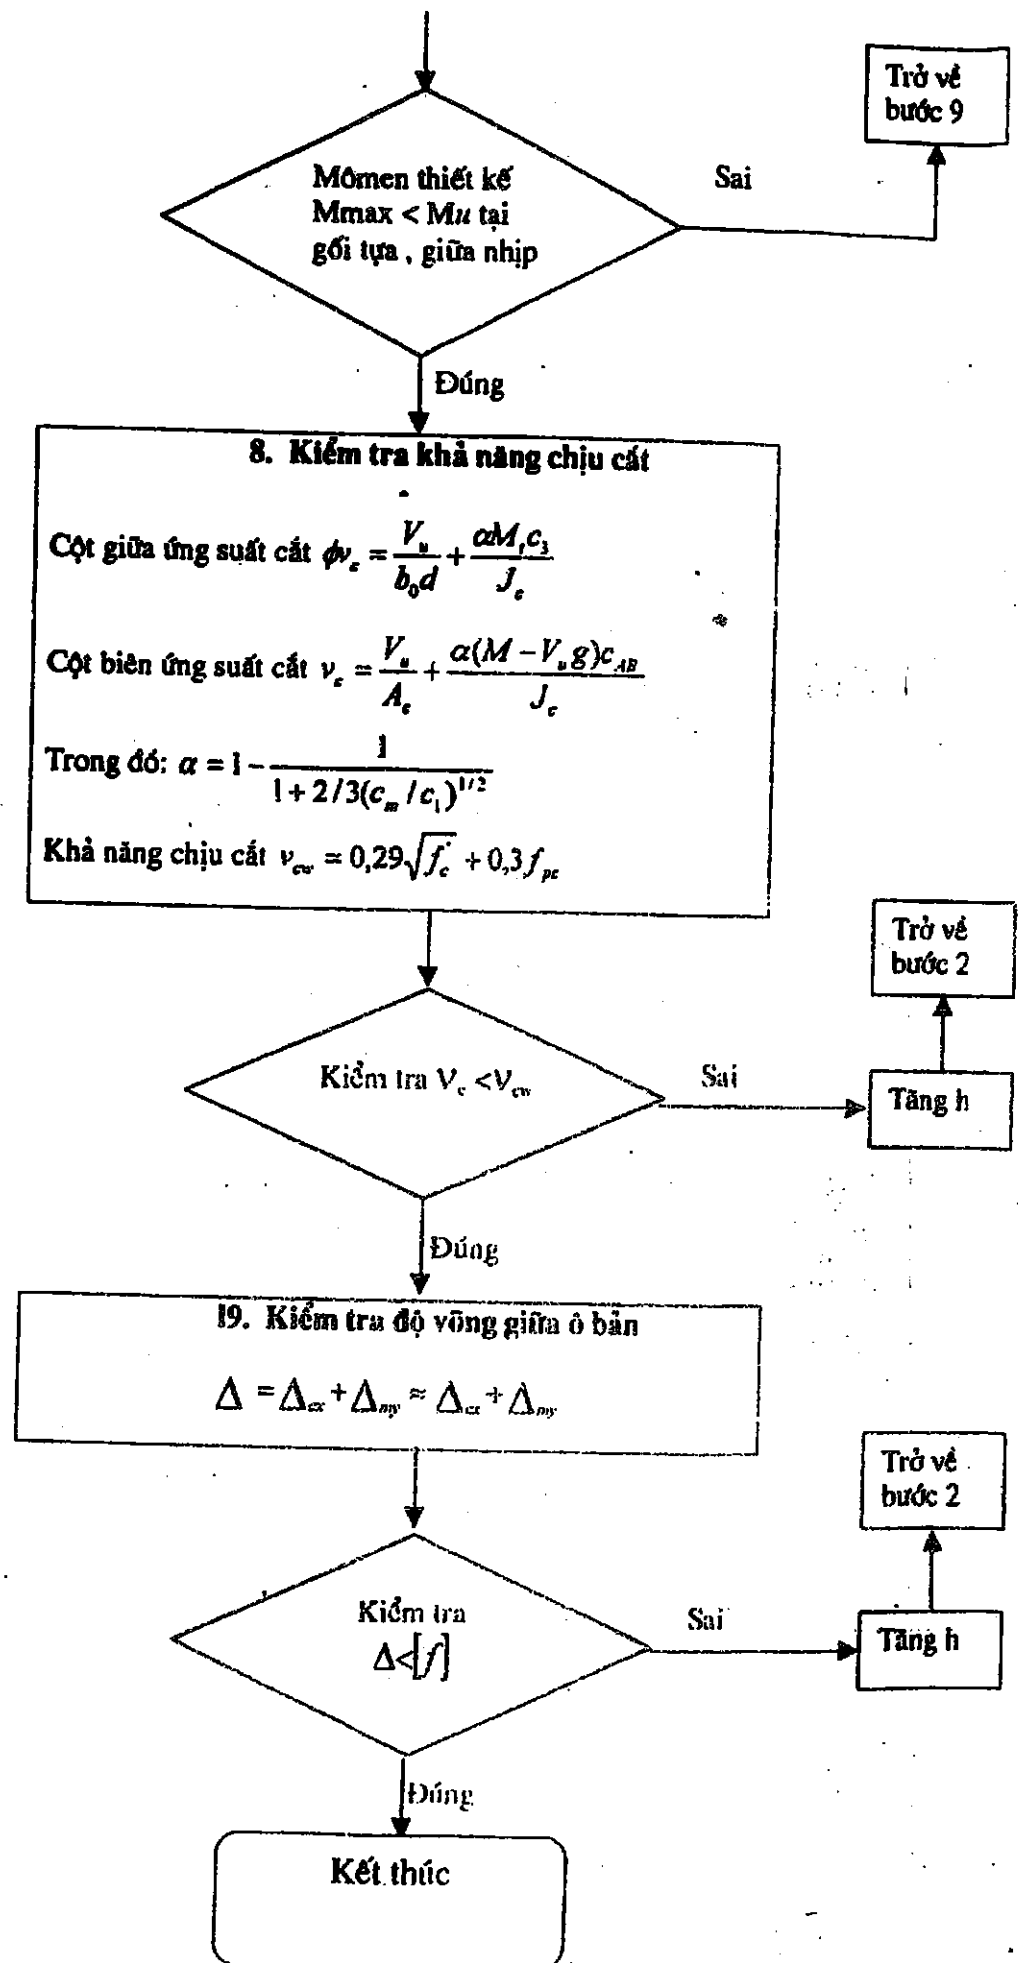 Trở về
bước 9
Mômen thiết kế
Mmax < Mu tại
gối tựa , giữa nhịp
Sai
Đúng
8. Kiểm tra khả năng chịu cắt
Cột giữa ứng suất cắt ϕv_c = V_u / b_0 d + αM_t c_3 / J_c
Cột biên ứng suất cắt v_c = V_u / A_c + α(M − V_u g)c_AB / J_c
Trong đó: α = 1 − 1 / (1 + 2/3(c_m /c_1)^1/2)
Khả năng chịu cắt v_cw = 0,29√f'_c + 0,3f_pc
Trở về
bước 2
Kiểm tra V_c <V_cw
Sai
Tăng h
Đúng
19. Kiểm tra độ võng giữa ô bản
Δ = Δ_cx + Δ_my ≈ Δ_cx + Δ_my
Trở về
bước 2
Kiểm tra
Δ<[f]
Sai
Tăng h
Đúng
Kết thúc